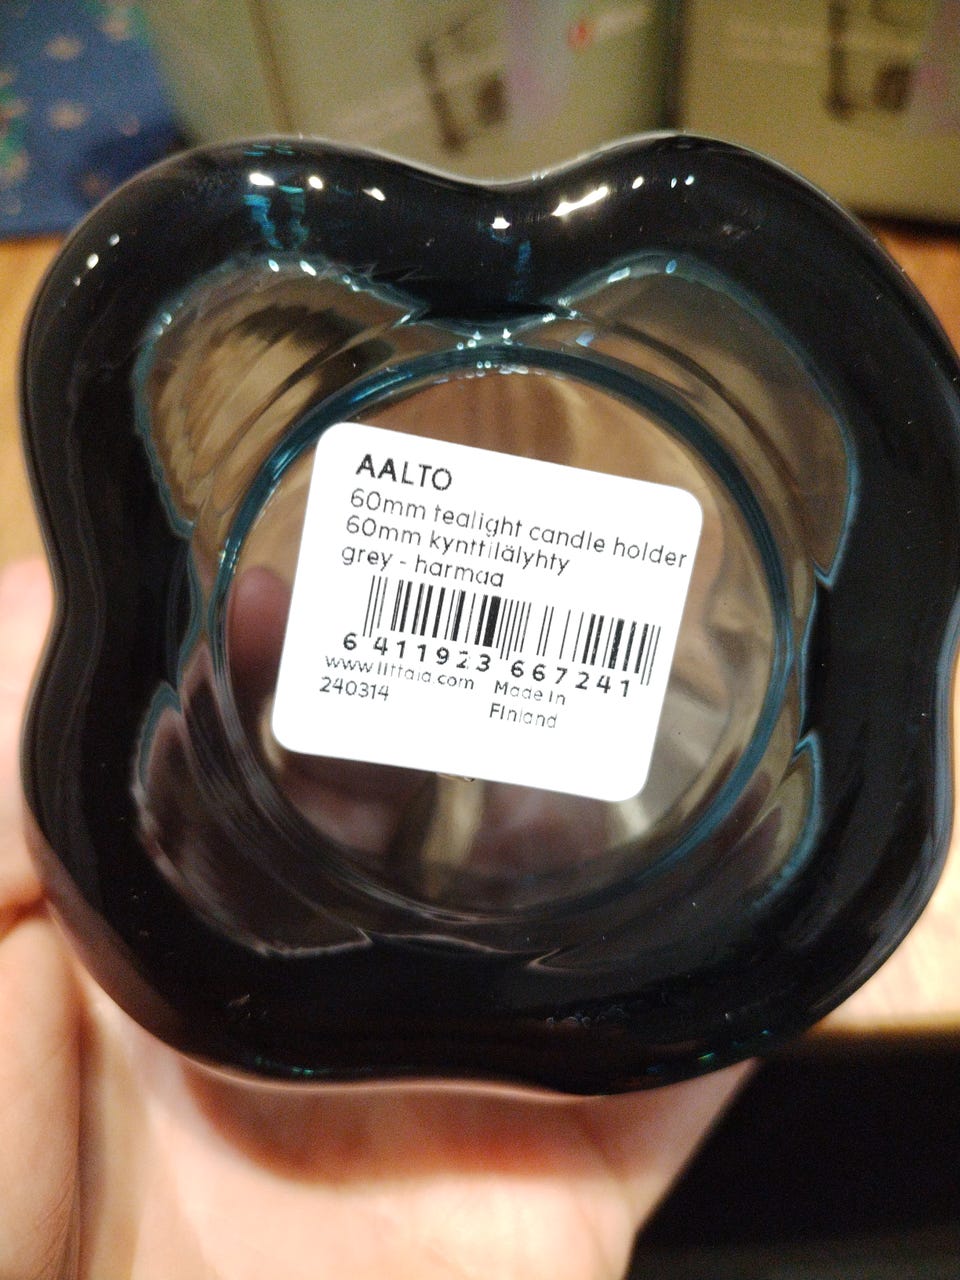 AALTO
60mm tealight candle holder
60mm kynttilälyhty
grey - harmaa
6 411923 667241
www.iittala.com
Made in
240314
Finland